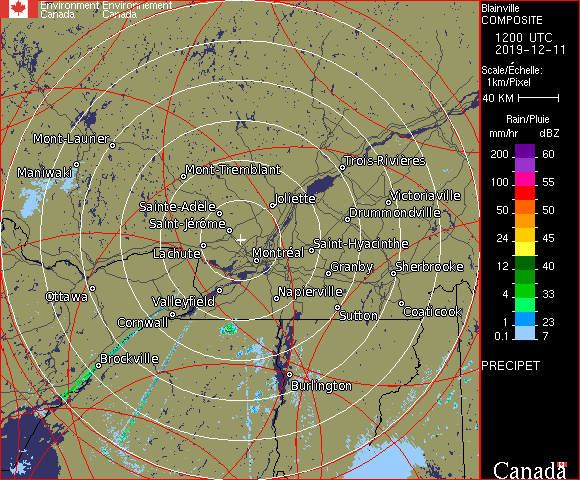 Environment Environnement
Canada Canada
Blainville
COMPOSITE
1200 UTC
2019-12-11
Scale/Échelle:
1km/Pixel
40 KM
Rain/Pluie
mm/hr dBZ
200 60
100 55
50 50
24 45
12 40
4 33
1 23
0.1 7
PRECIPET
Canada
Mont-Laurier
Maniwaki
Mont-Tremblant
Trois-Rivières
Joliette
Victoriaville
Sainte-Adèle
Drummondville
Saint-Jérôme
Saint-Hyacinthe
Lachute
Montréal
Granby
Sherbrooke
Ottawa
Valleyfield
Napierville
Coaticook
Cornwall
Sutton
Brockville
Burlington